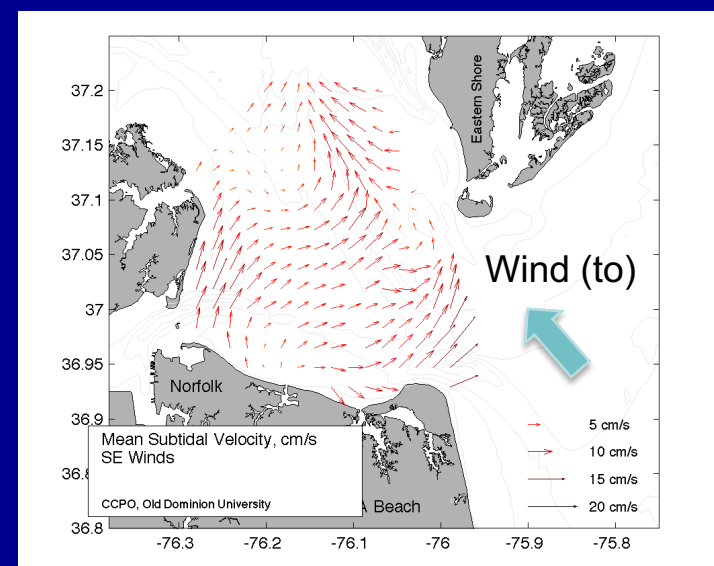 Eastern Shore
37.2
37.15
37.1
37.05
37
36.95
36.9
36.8
36.8
Wind (to)
Norfolk
Mean Subtidal Velocity, cm/s
SE Winds
CCPO, Old Dominion University
Beach
5 cm/s
10 cm/s
15 cm/s
20 cm/s
-76.3
-76.2
-76.1
-76
-75.9
-75.8